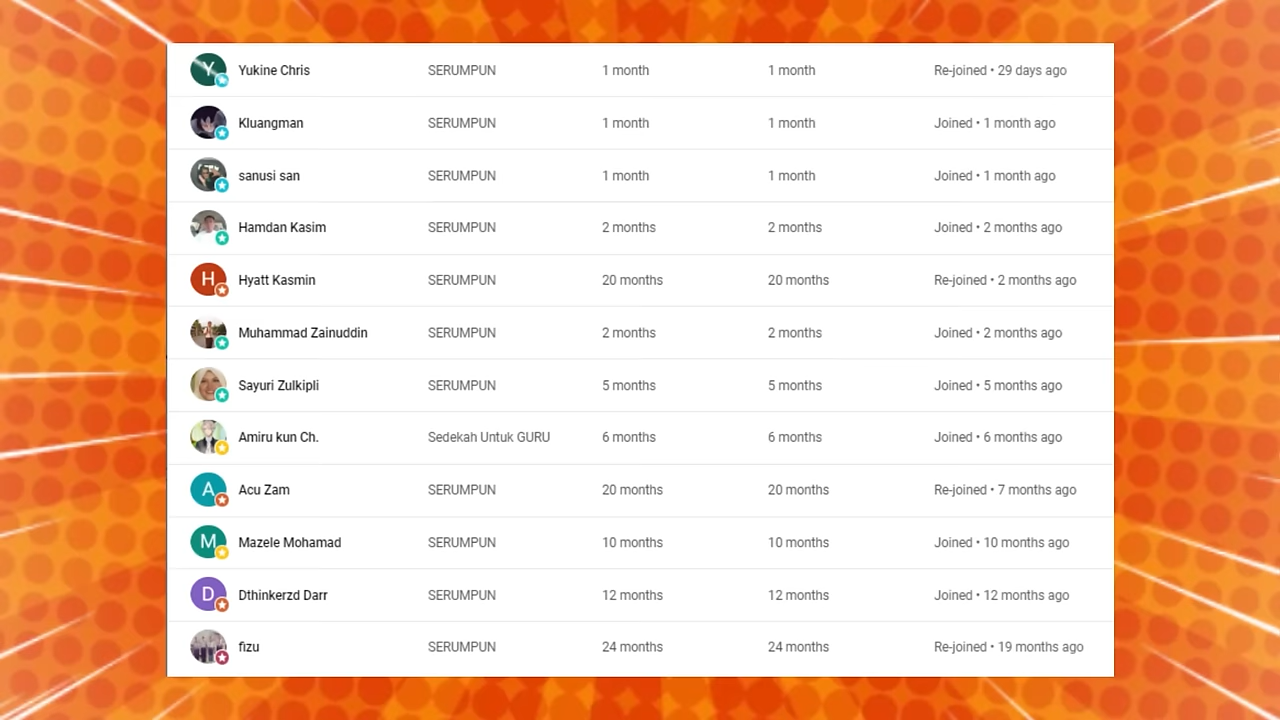 Y Yukine Chris SERUMPUN 1 month 1 month Re-joined • 29 days ago
Kluangman SERUMPUN 1 month 1 month Joined • 1 month ago
sanusi san SERUMPUN 1 month 1 month Joined • 1 month ago
Hamdan Kasim SERUMPUN 2 months 2 months Joined • 2 months ago
H Hyatt Kasmin SERUMPUN 20 months 20 months Re-joined • 2 months ago
Muhammad Zainuddin SERUMPUN 2 months 2 months Joined • 2 months ago
Sayuri Zulkipli SERUMPUN 5 months 5 months Joined • 5 months ago
Amiru kun Ch. Sedekah Untuk GURU 6 months 6 months Joined • 6 months ago
A Acu Zam SERUMPUN 20 months 20 months Re-joined • 7 months ago
M Mazele Mohamad SERUMPUN 10 months 10 months Joined • 10 months ago
D Dthinkerzd Darr SERUMPUN 12 months 12 months Joined • 12 months ago
fizu SERUMPUN 24 months 24 months Re-joined • 19 months ago